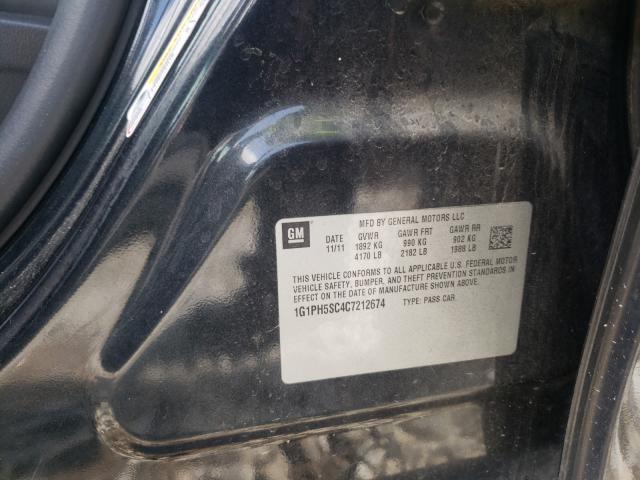 MFD BY GENERAL MOTORS LLC
GM
DATE GVWR GAWR FRT GAWR RR
11/11 1892 KG 990 KG 902 KG
4170 LB 2182 LB 1988 LB
THIS VEHICLE CONFORMS TO ALL APPLICABLE U.S. FEDERAL MOTOR
VEHICLE SAFETY, BUMPER, AND THEFT PREVENTION STANDARDS IN
EFFECT ON THE DATE OF MANUFACTURE SHOWN ABOVE.
1G1PH5SC4C7212674 TYPE: PASS CAR